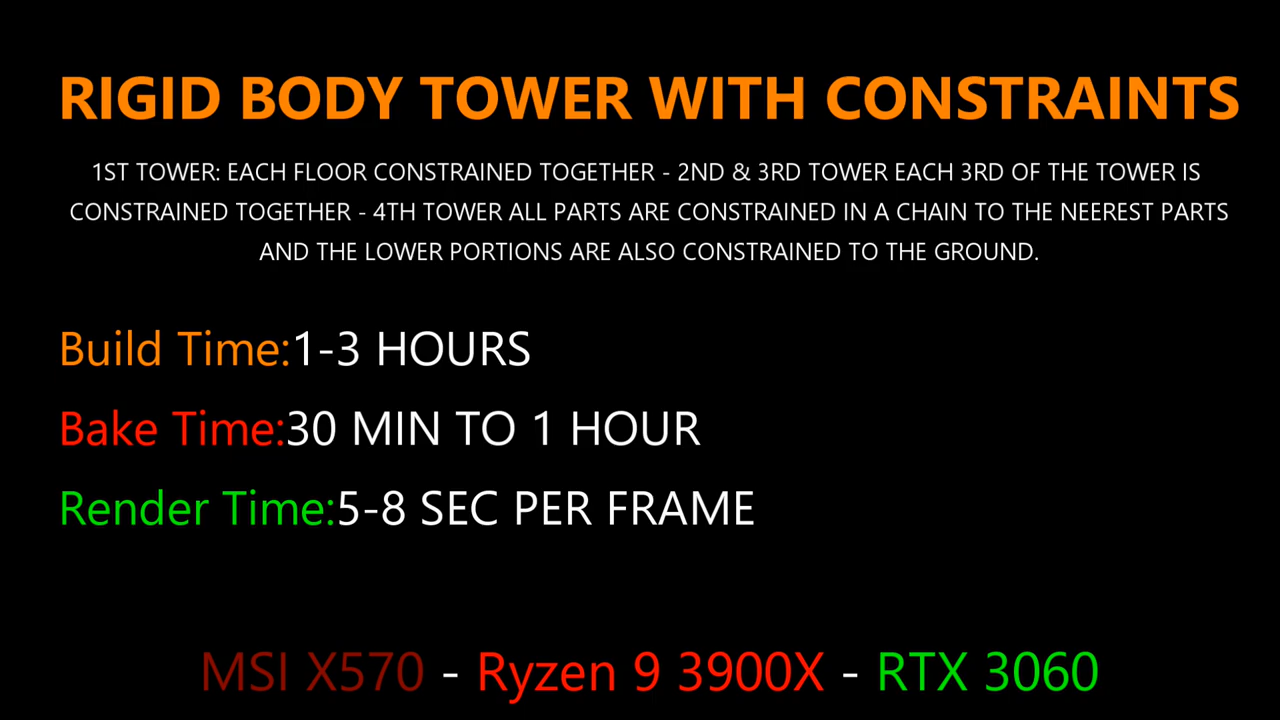 RIGID BODY TOWER WITH CONSTRAINTS
1ST TOWER: EACH FLOOR CONSTRAINED TOGETHER - 2ND & 3RD TOWER EACH 3RD OF THE TOWER IS
CONSTRAINED TOGETHER - 4TH TOWER ALL PARTS ARE CONSTRAINED IN A CHAIN TO THE NEEREST PARTS
AND THE LOWER PORTIONS ARE ALSO CONSTRAINED TO THE GROUND.
Build Time:1-3 HOURS
Bake Time:30 MIN TO 1 HOUR
Render Time:5-8 SEC PER FRAME
MSI X570 - Ryzen 9 3900X - RTX 3060